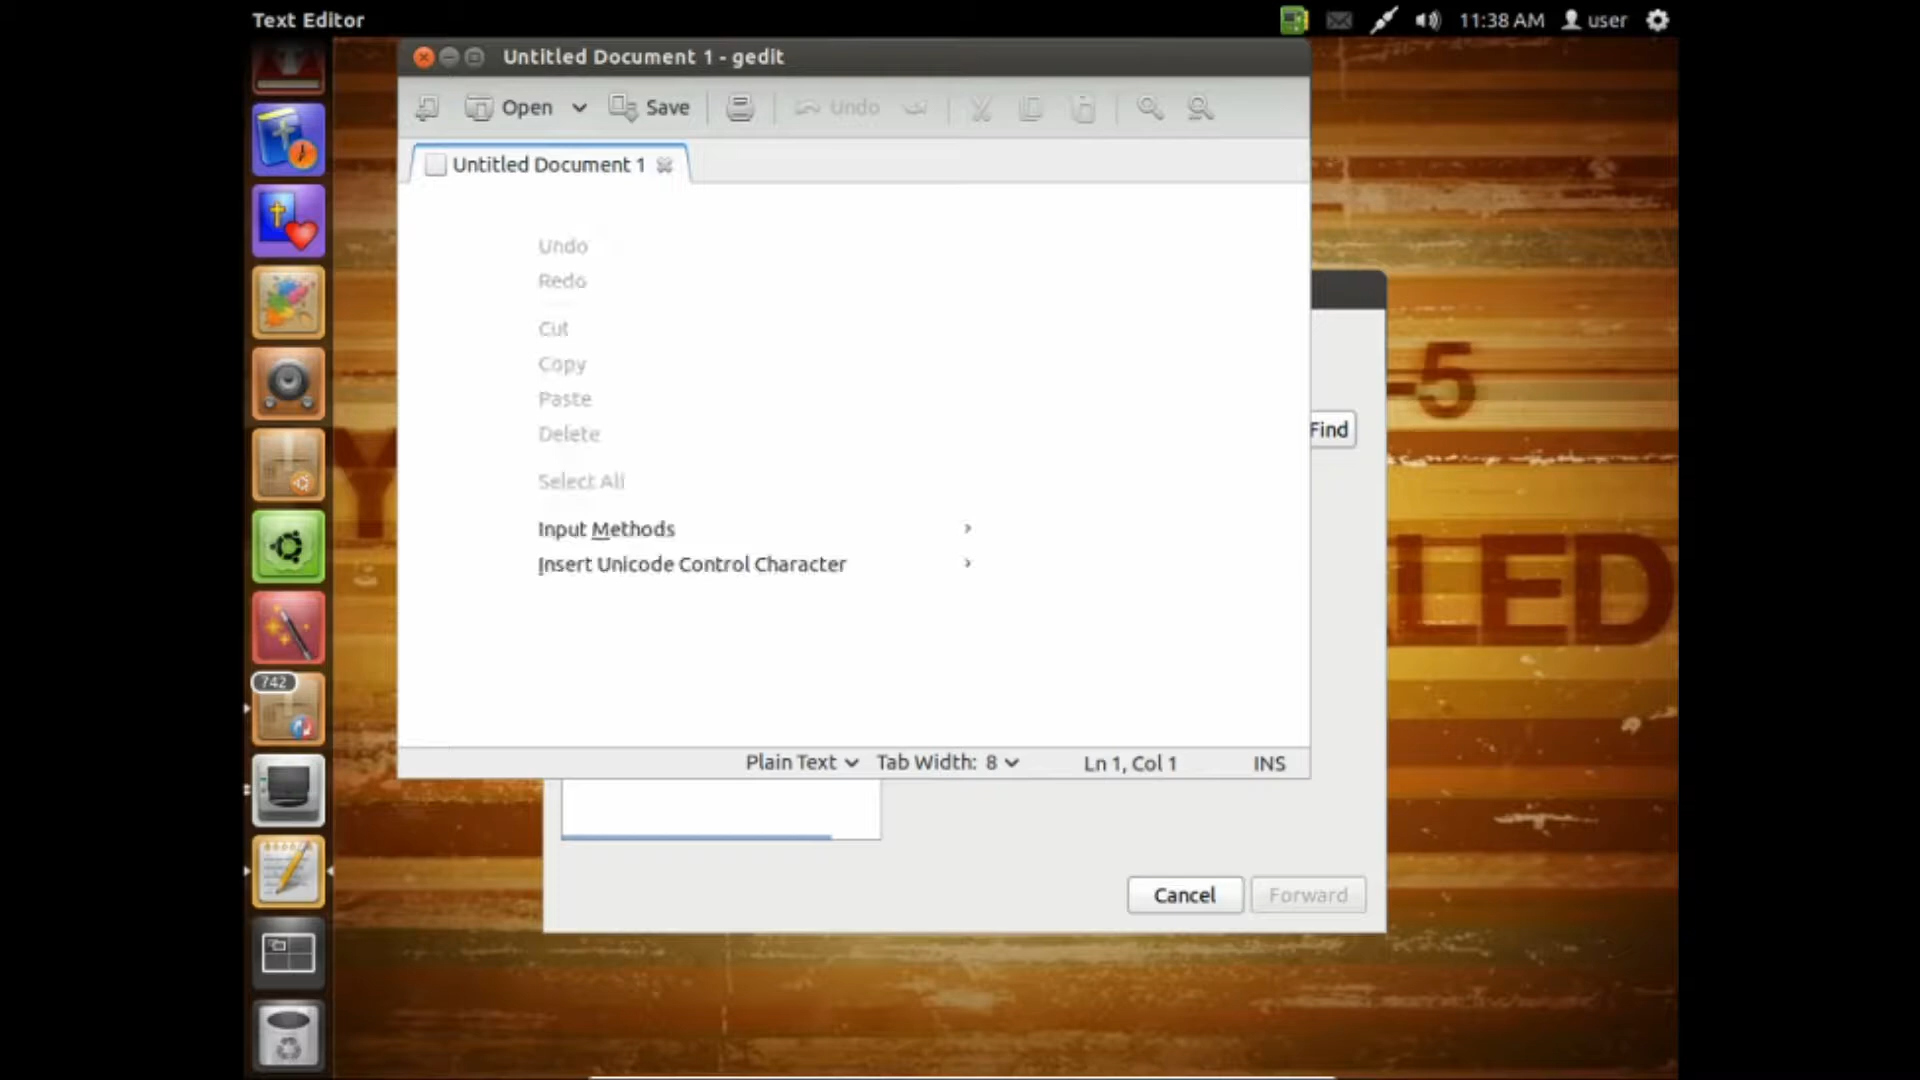 Text Editor
11:38 AM user
Untitled Document 1 - gedit
Open Save Undo
Untitled Document 1
Undo
Redo
Cut
Copy
Paste
Delete
Select All
Input Methods
Insert Unicode Control Character
-5
Find
Y
LED
742
Plain Text Tab Width: 8 Ln 1, Col 1 INS
Cancel Forward